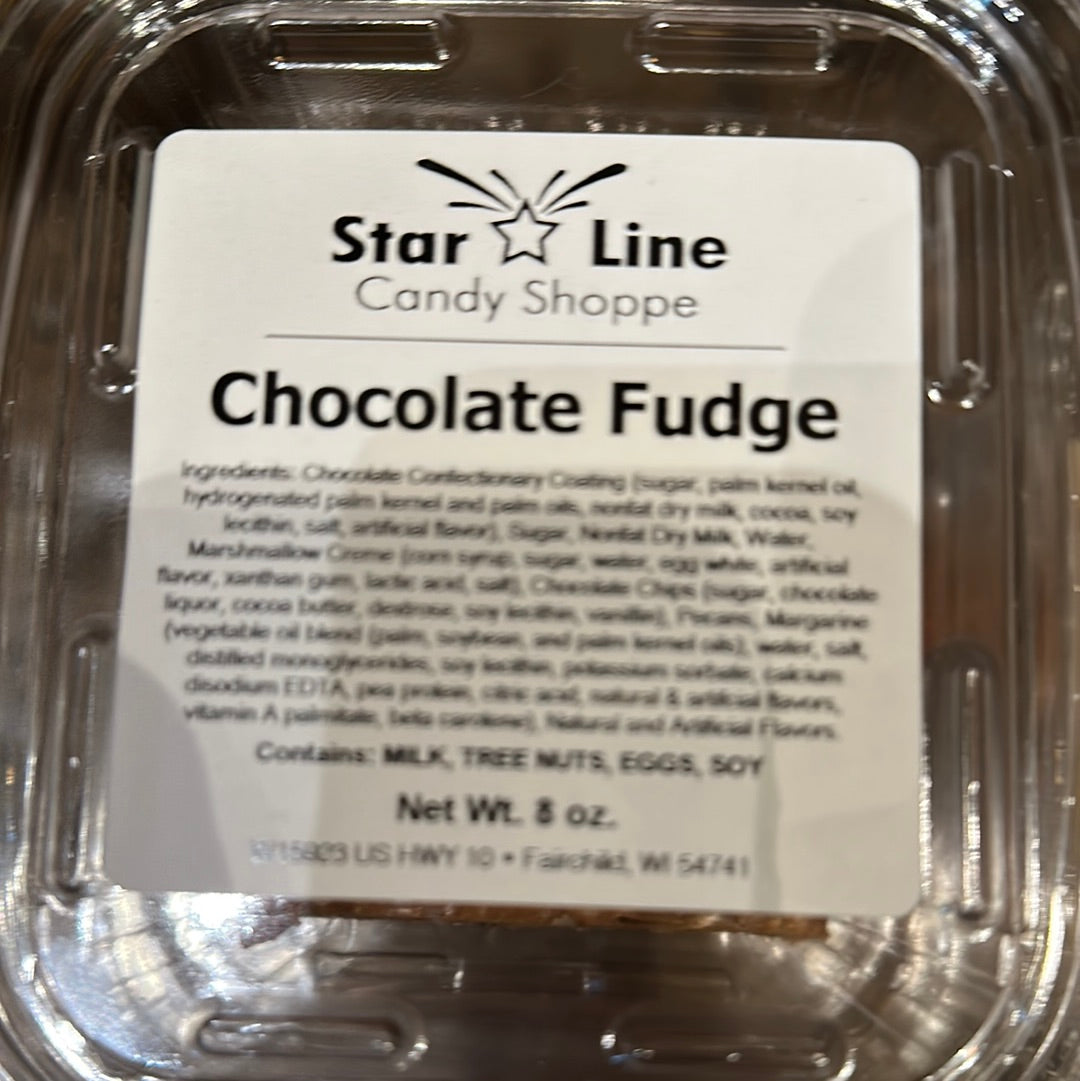 Star Line
Candy Shoppe
Chocolate Fudge
Ingredients: Chocolate Confectionary Coating (sugar, palm kernel oil,
hydrogenated palm kernel and palm oils, nonfat dry milk, cocoa, soy
lecithin, salt, artificial flavor), Sugar, Nonfat Dry Milk, Water,
Marshmallow Creme (corn syrup, sugar, water, egg white, artificial
flavor, xanthan gum, lactic acid, salt), Chocolate Chips (sugar, chocolate
liquor, cocoa butter, dextrose, soy lecithin, vanilla), Pecans, Margarine
(vegetable oil blend (palm, soybean, and palm kernel oils), water, salt,
distilled monoglycerides, soy lecithin, potassium sorbate, calcium
disodium EDTA, pea protein, citric acid, natural & artificial flavors,
vitamin A palmitate, beta carotene), Natural and Artificial Flavors.
Contains: MILK, TREE NUTS, EGGS, SOY
Net Wt. 8 oz.
US HWY 10 • Fairchild, WI 54741